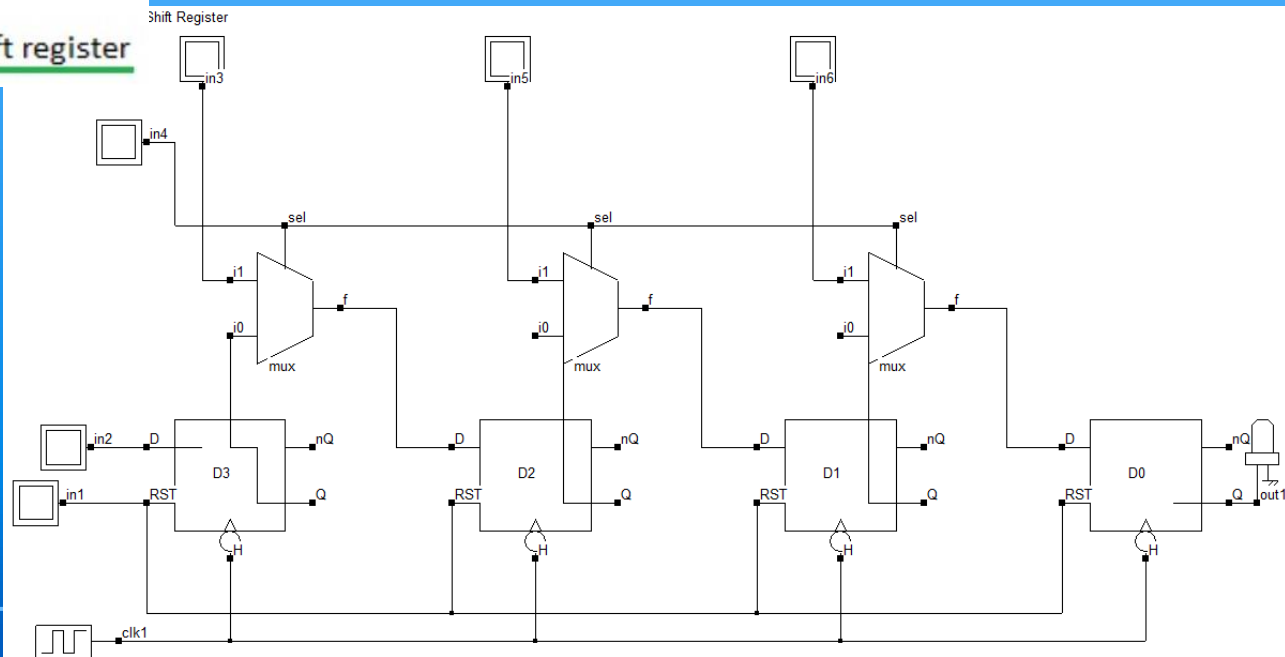 Shift Register
ft register
in3
in5
in6
in4
sel
sel
sel
i1
i1
i1
f
f
f
i0
i0
i0
mux
mux
mux
in2
D
nQ
D
nQ
D
nQ
D
nQ
D3
D2
D1
D0
in1
RST
Q
RST
Q
RST
Q
RST
Q
out1
H
H
H
H
clk1